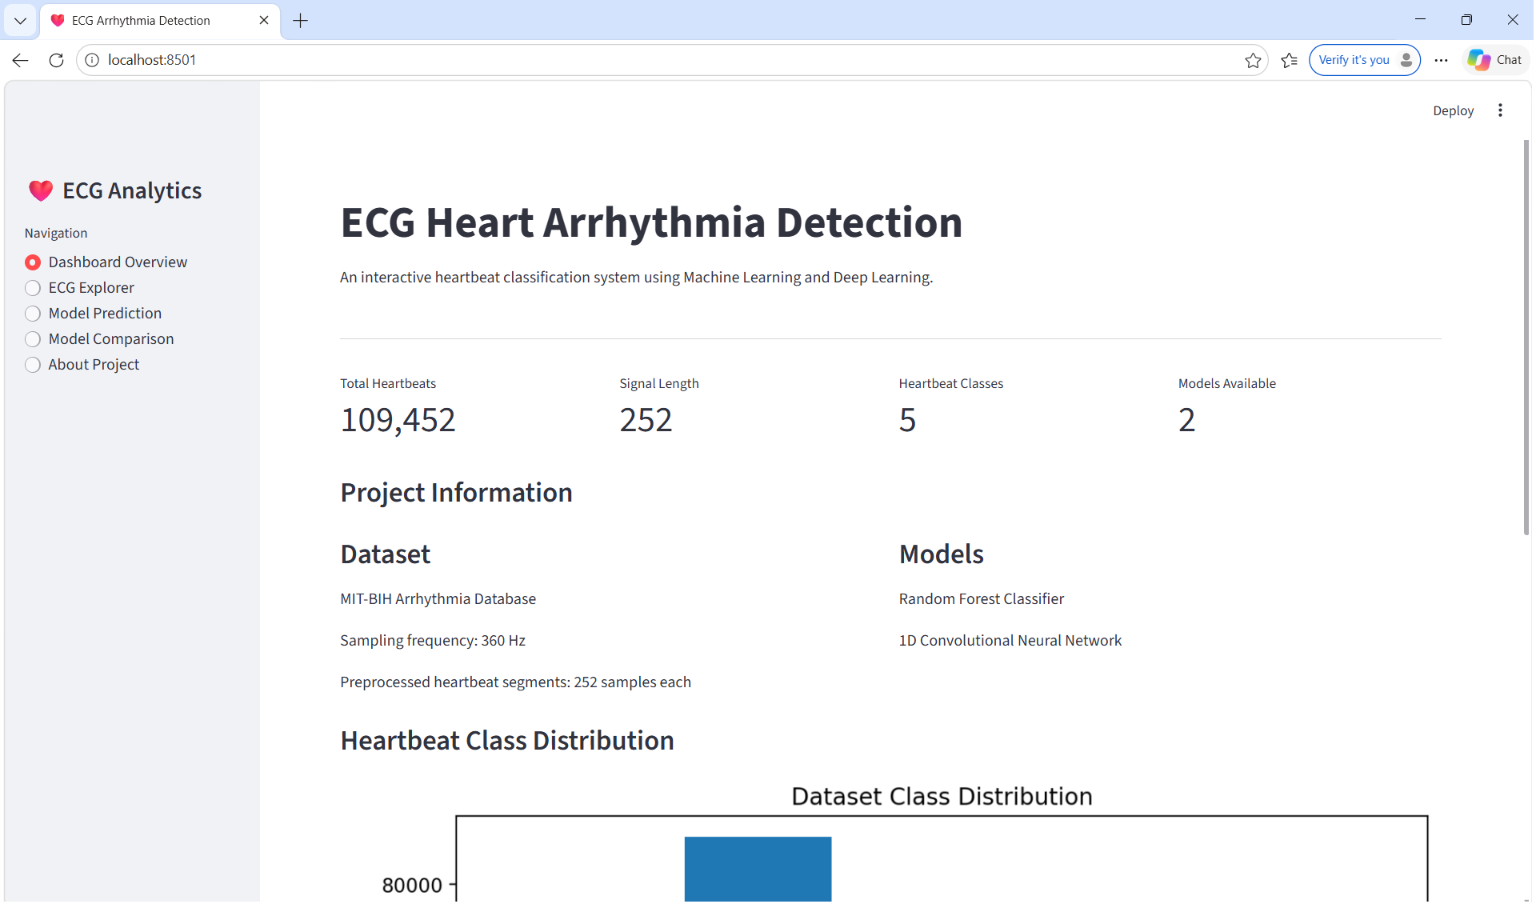 ECG Arrhythmia Detection
localhost:8501
Verify it's you
Chat
Deploy
ECG Analytics
Navigation
Dashboard Overview
ECG Explorer
Model Prediction
Model Comparison
About Project
ECG Heart Arrhythmia Detection
An interactive heartbeat classification system using Machine Learning and Deep Learning.
Total Heartbeats
109,452
Signal Length
252
Heartbeat Classes
5
Models Available
2
Project Information
Dataset
MIT-BIH Arrhythmia Database
Sampling frequency: 360 Hz
Preprocessed heartbeat segments: 252 samples each
Models
Random Forest Classifier
1D Convolutional Neural Network
Heartbeat Class Distribution
Dataset Class Distribution
80000